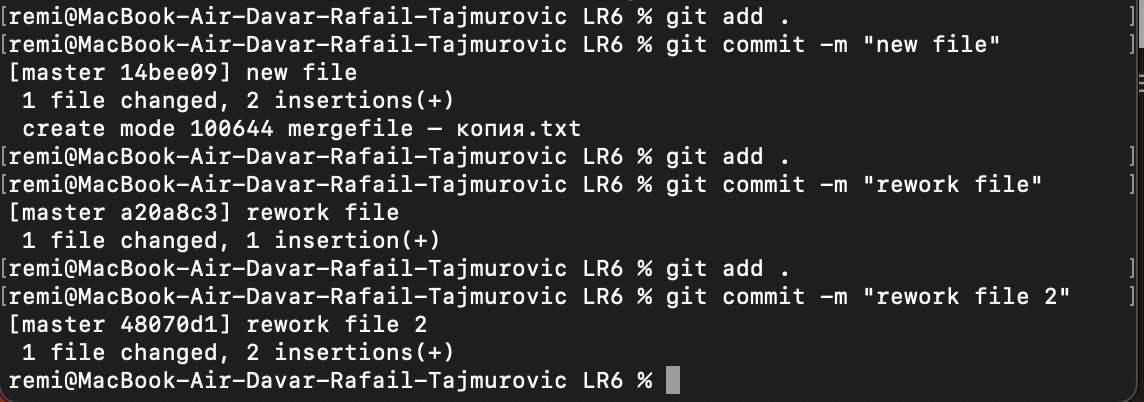 [remi@MacBook-Air-Davar-Rafail-Tajmurovic LR6 % git add . ]
[remi@MacBook-Air-Davar-Rafail-Tajmurovic LR6 % git commit -m "new file" ]
[master 14bee09] new file
1 file changed, 2 insertions(+)
create mode 100644 mergefile — копия.txt
[remi@MacBook-Air-Davar-Rafail-Tajmurovic LR6 % git add . ]
[remi@MacBook-Air-Davar-Rafail-Tajmurovic LR6 % git commit -m "rework file" ]
[master a20a8c3] rework file
1 file changed, 1 insertion(+)
[remi@MacBook-Air-Davar-Rafail-Tajmurovic LR6 % git add . ]
[remi@MacBook-Air-Davar-Rafail-Tajmurovic LR6 % git commit -m "rework file 2" ]
[master 48070d1] rework file 2
1 file changed, 2 insertions(+)
remi@MacBook-Air-Davar-Rafail-Tajmurovic LR6 %